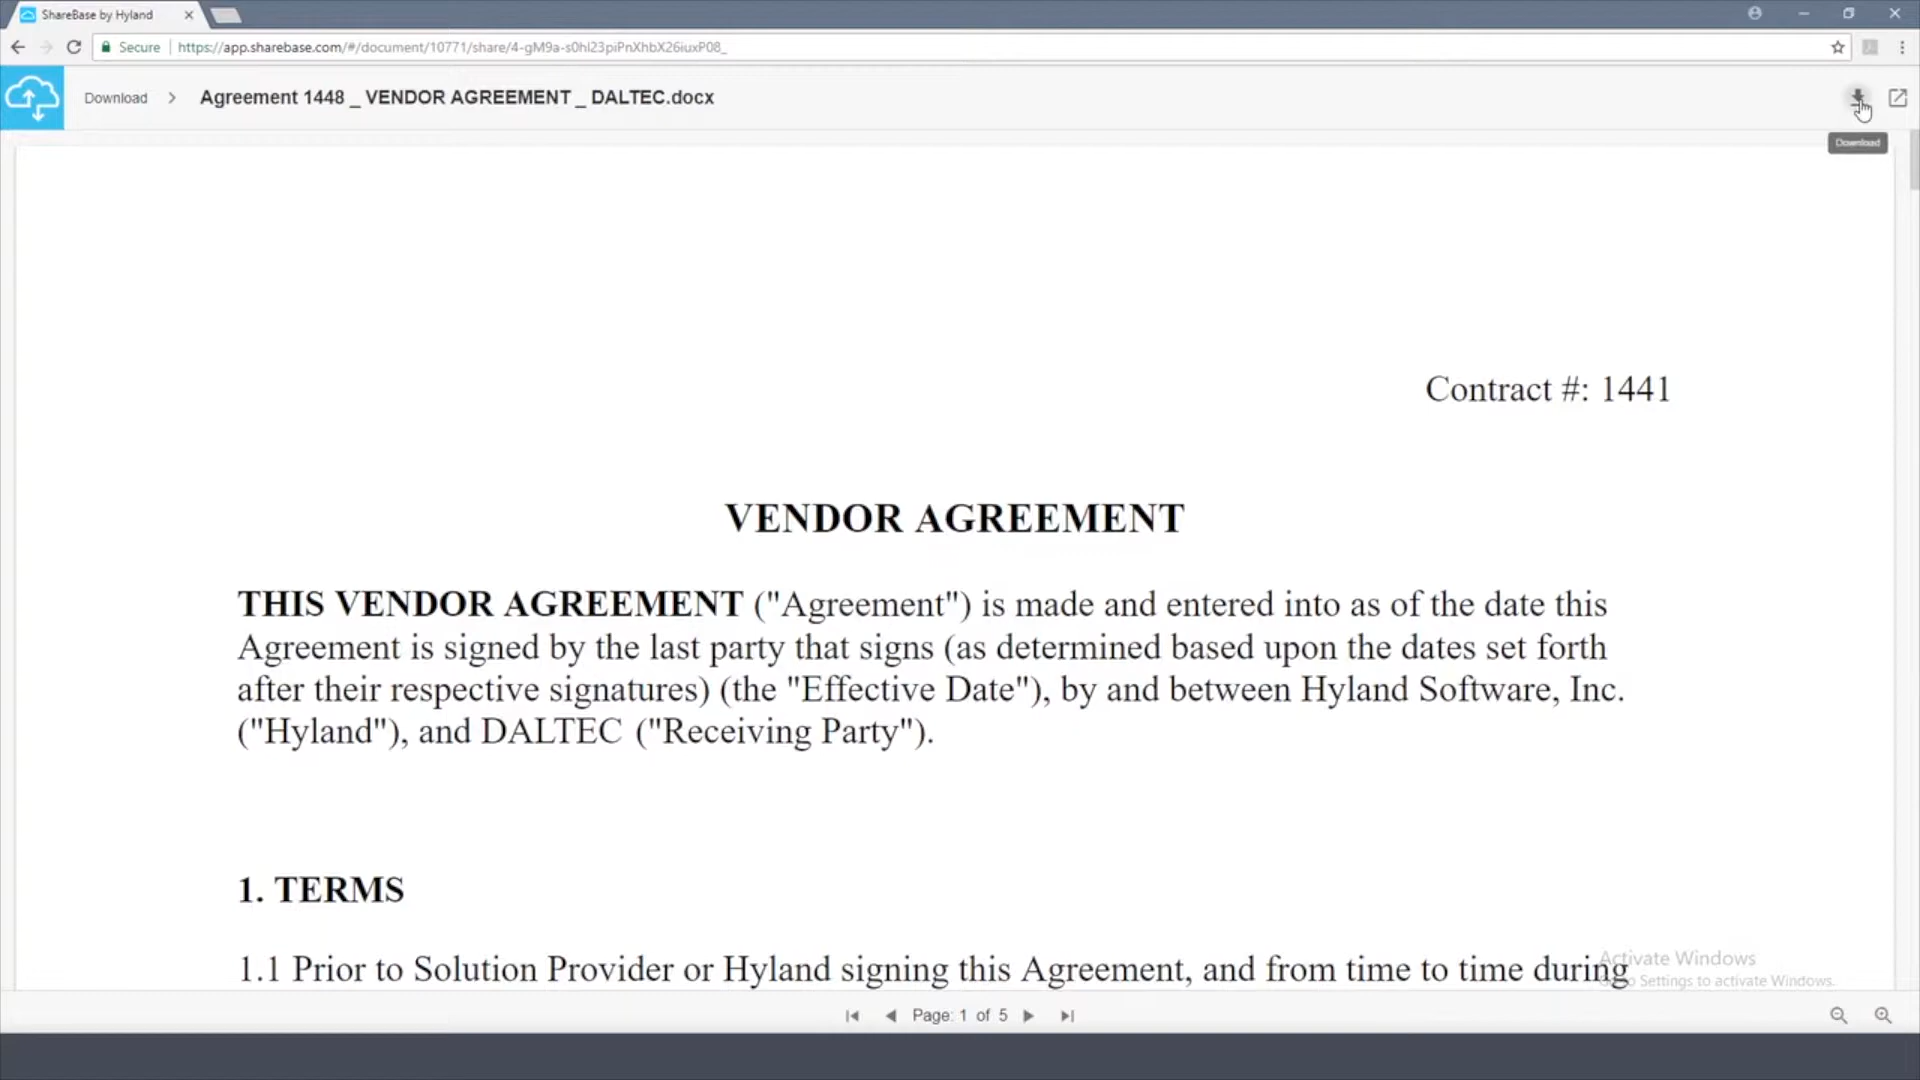 ShareBase by Hyland
Secure
https://app.sharebase.com/#/document/10771/share/4-gM9a-s0hl23piPnXhbX26iuxP08_
Download > Agreement 1448 _ VENDOR AGREEMENT _ DALTEC.docx
Download
Contract #: 1441
VENDOR AGREEMENT
THIS VENDOR AGREEMENT ("Agreement") is made and entered into as of the date this
Agreement is signed by the last party that signs (as determined based upon the dates set forth
after their respective signatures) (the "Effective Date"), by and between Hyland Software, Inc.
("Hyland"), and DALTEC ("Receiving Party").
1. TERMS
1.1 Prior to Solution Provider or Hyland signing this Agreement, and from time to time during
Activate Windows
Go to Settings to activate Windows.
Page: 1 of 5